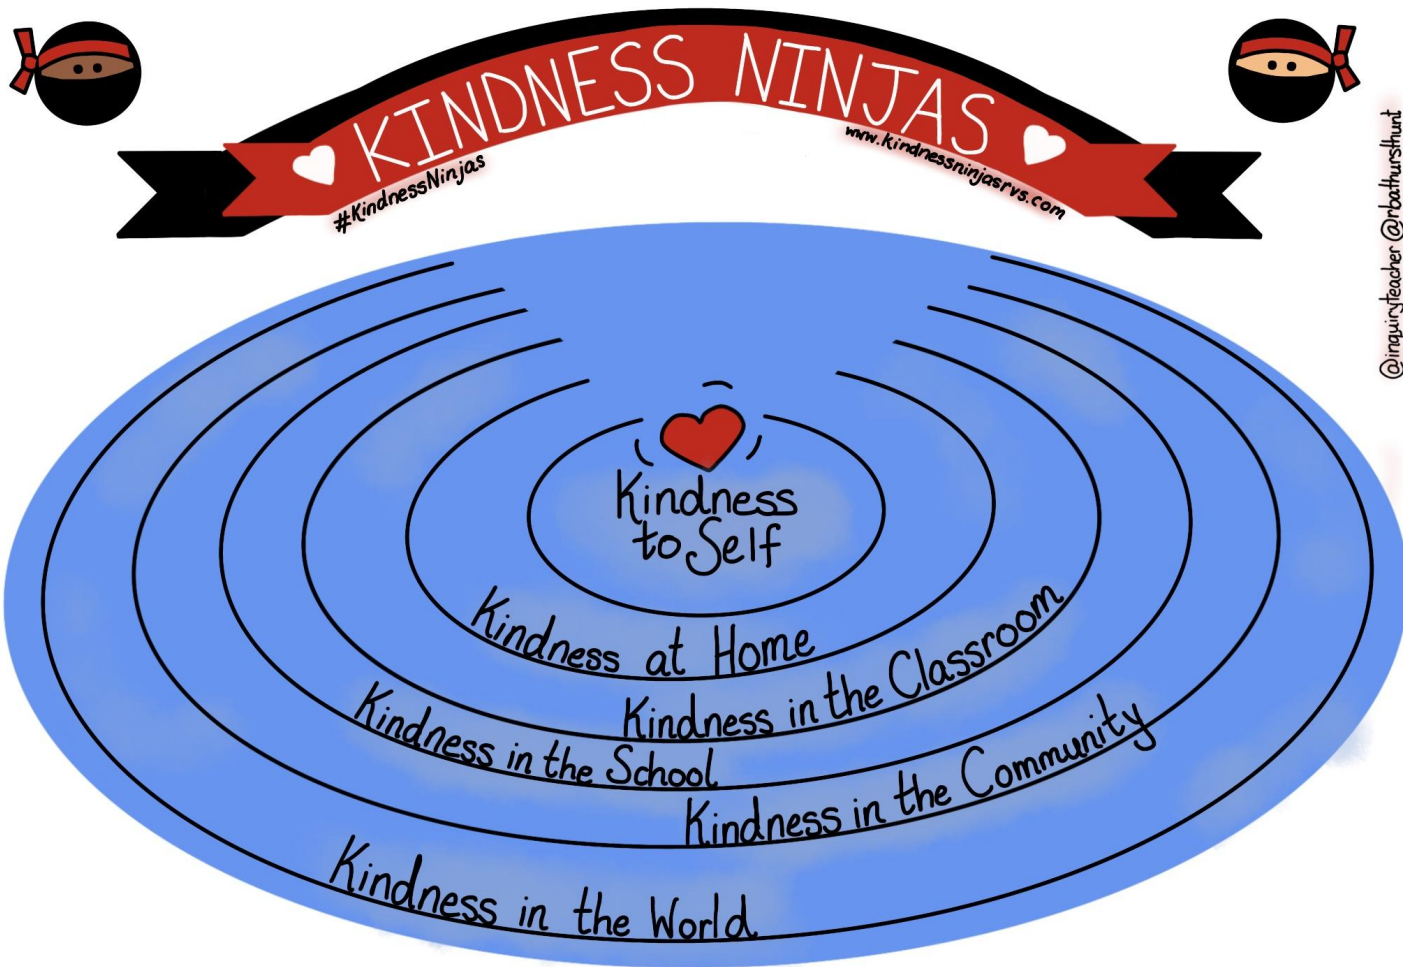 KINDNESS NINJAS
#KindnessNinjas
www.kindnessninjasrvs.com
@inquiryteacher @rbathursthunt
Kindness
to Self
Kindness at Home
Kindness in the Classroom
Kindness in the School
Kindness in the Community
Kindness in the World